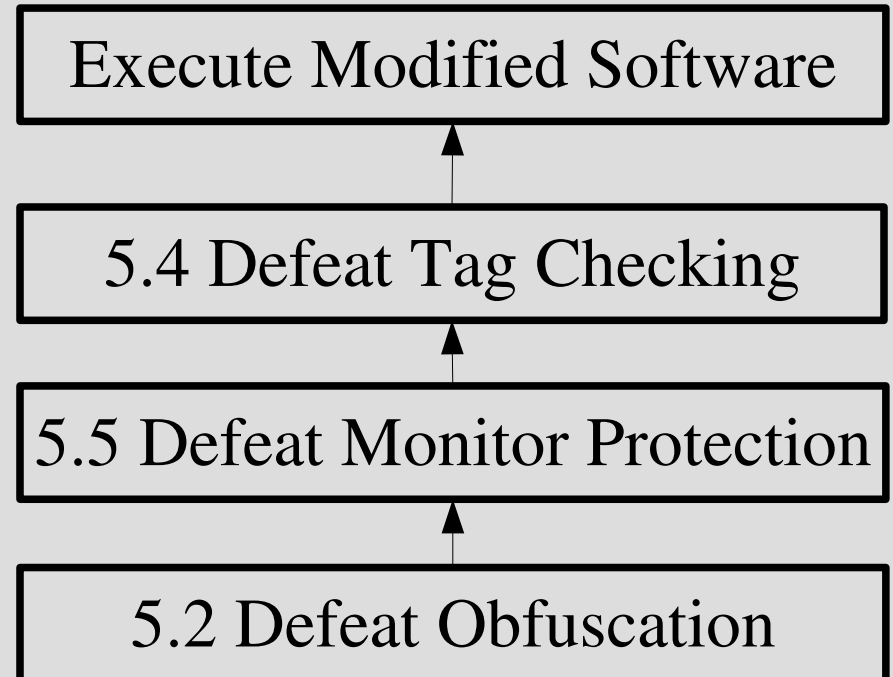 Execute Modified Software
5.4 Defeat Tag Checking
5.5 Defeat Monitor Protection
5.2 Defeat Obfuscation